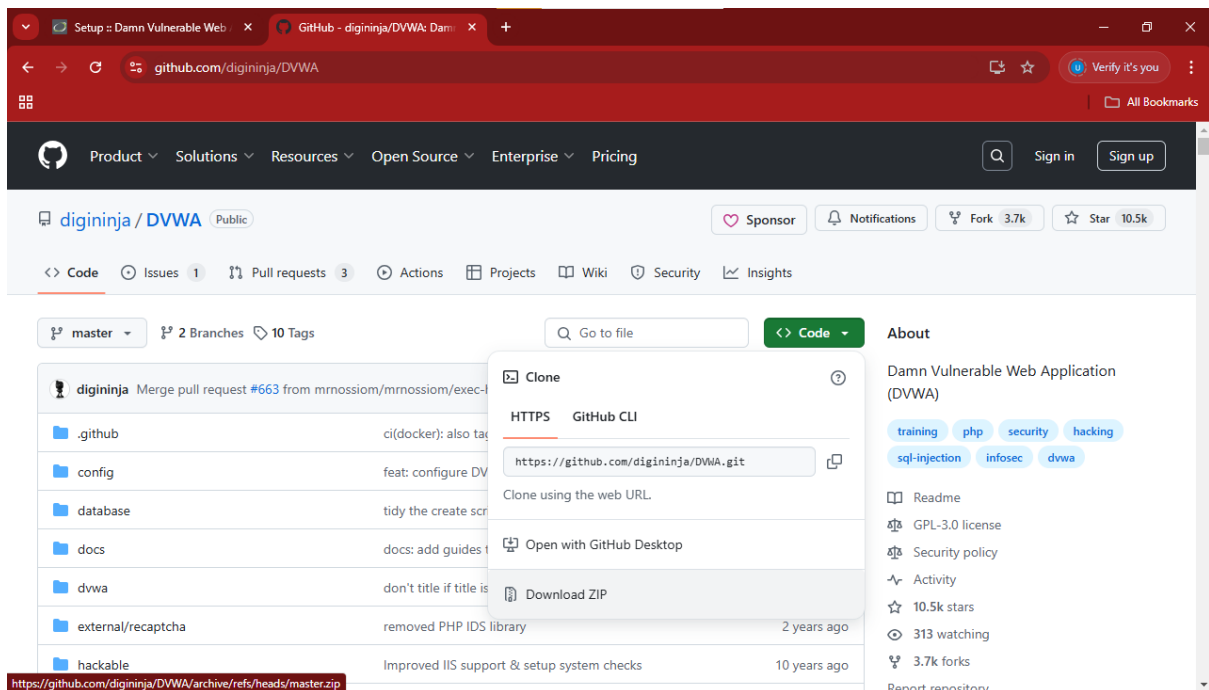 Setup :: Damn Vulnerable Web
GitHub - digininja/DVWA: Dam
github.com/digininja/DVWA
Verify it's you
All Bookmarks
Product Solutions Resources Open Source Enterprise Pricing
Sign in Sign up
digininja / DVWA Public
Sponsor Notifications Fork 3.7k Star 10.5k
Code Issues 1 Pull requests 3 Actions Projects Wiki Security Insights
master 2 Branches 10 Tags Go to file Code
digininja Merge pull request #663 from mrnossiom/mrnossiom/exec-
.github ci(docker): also tag
config feat: configure DV
database tidy the create scr
docs docs: add guides
dvwa don't title if title is
external/recaptcha removed PHP IDS library 2 years ago
hackable Improved IIS support & setup system checks 10 years ago
Clone
HTTPS GitHub CLI
https://github.com/digininja/DVWA.git
Clone using the web URL.
Open with GitHub Desktop
Download ZIP
About
Damn Vulnerable Web Application
(DVWA)
training php security hacking
sql-injection infosec dvwa
Readme
GPL-3.0 license
Security policy
Activity
10.5k stars
313 watching
3.7k forks
Report repository
https://github.com/digininja/DVWA/archive/refs/heads/master.zip